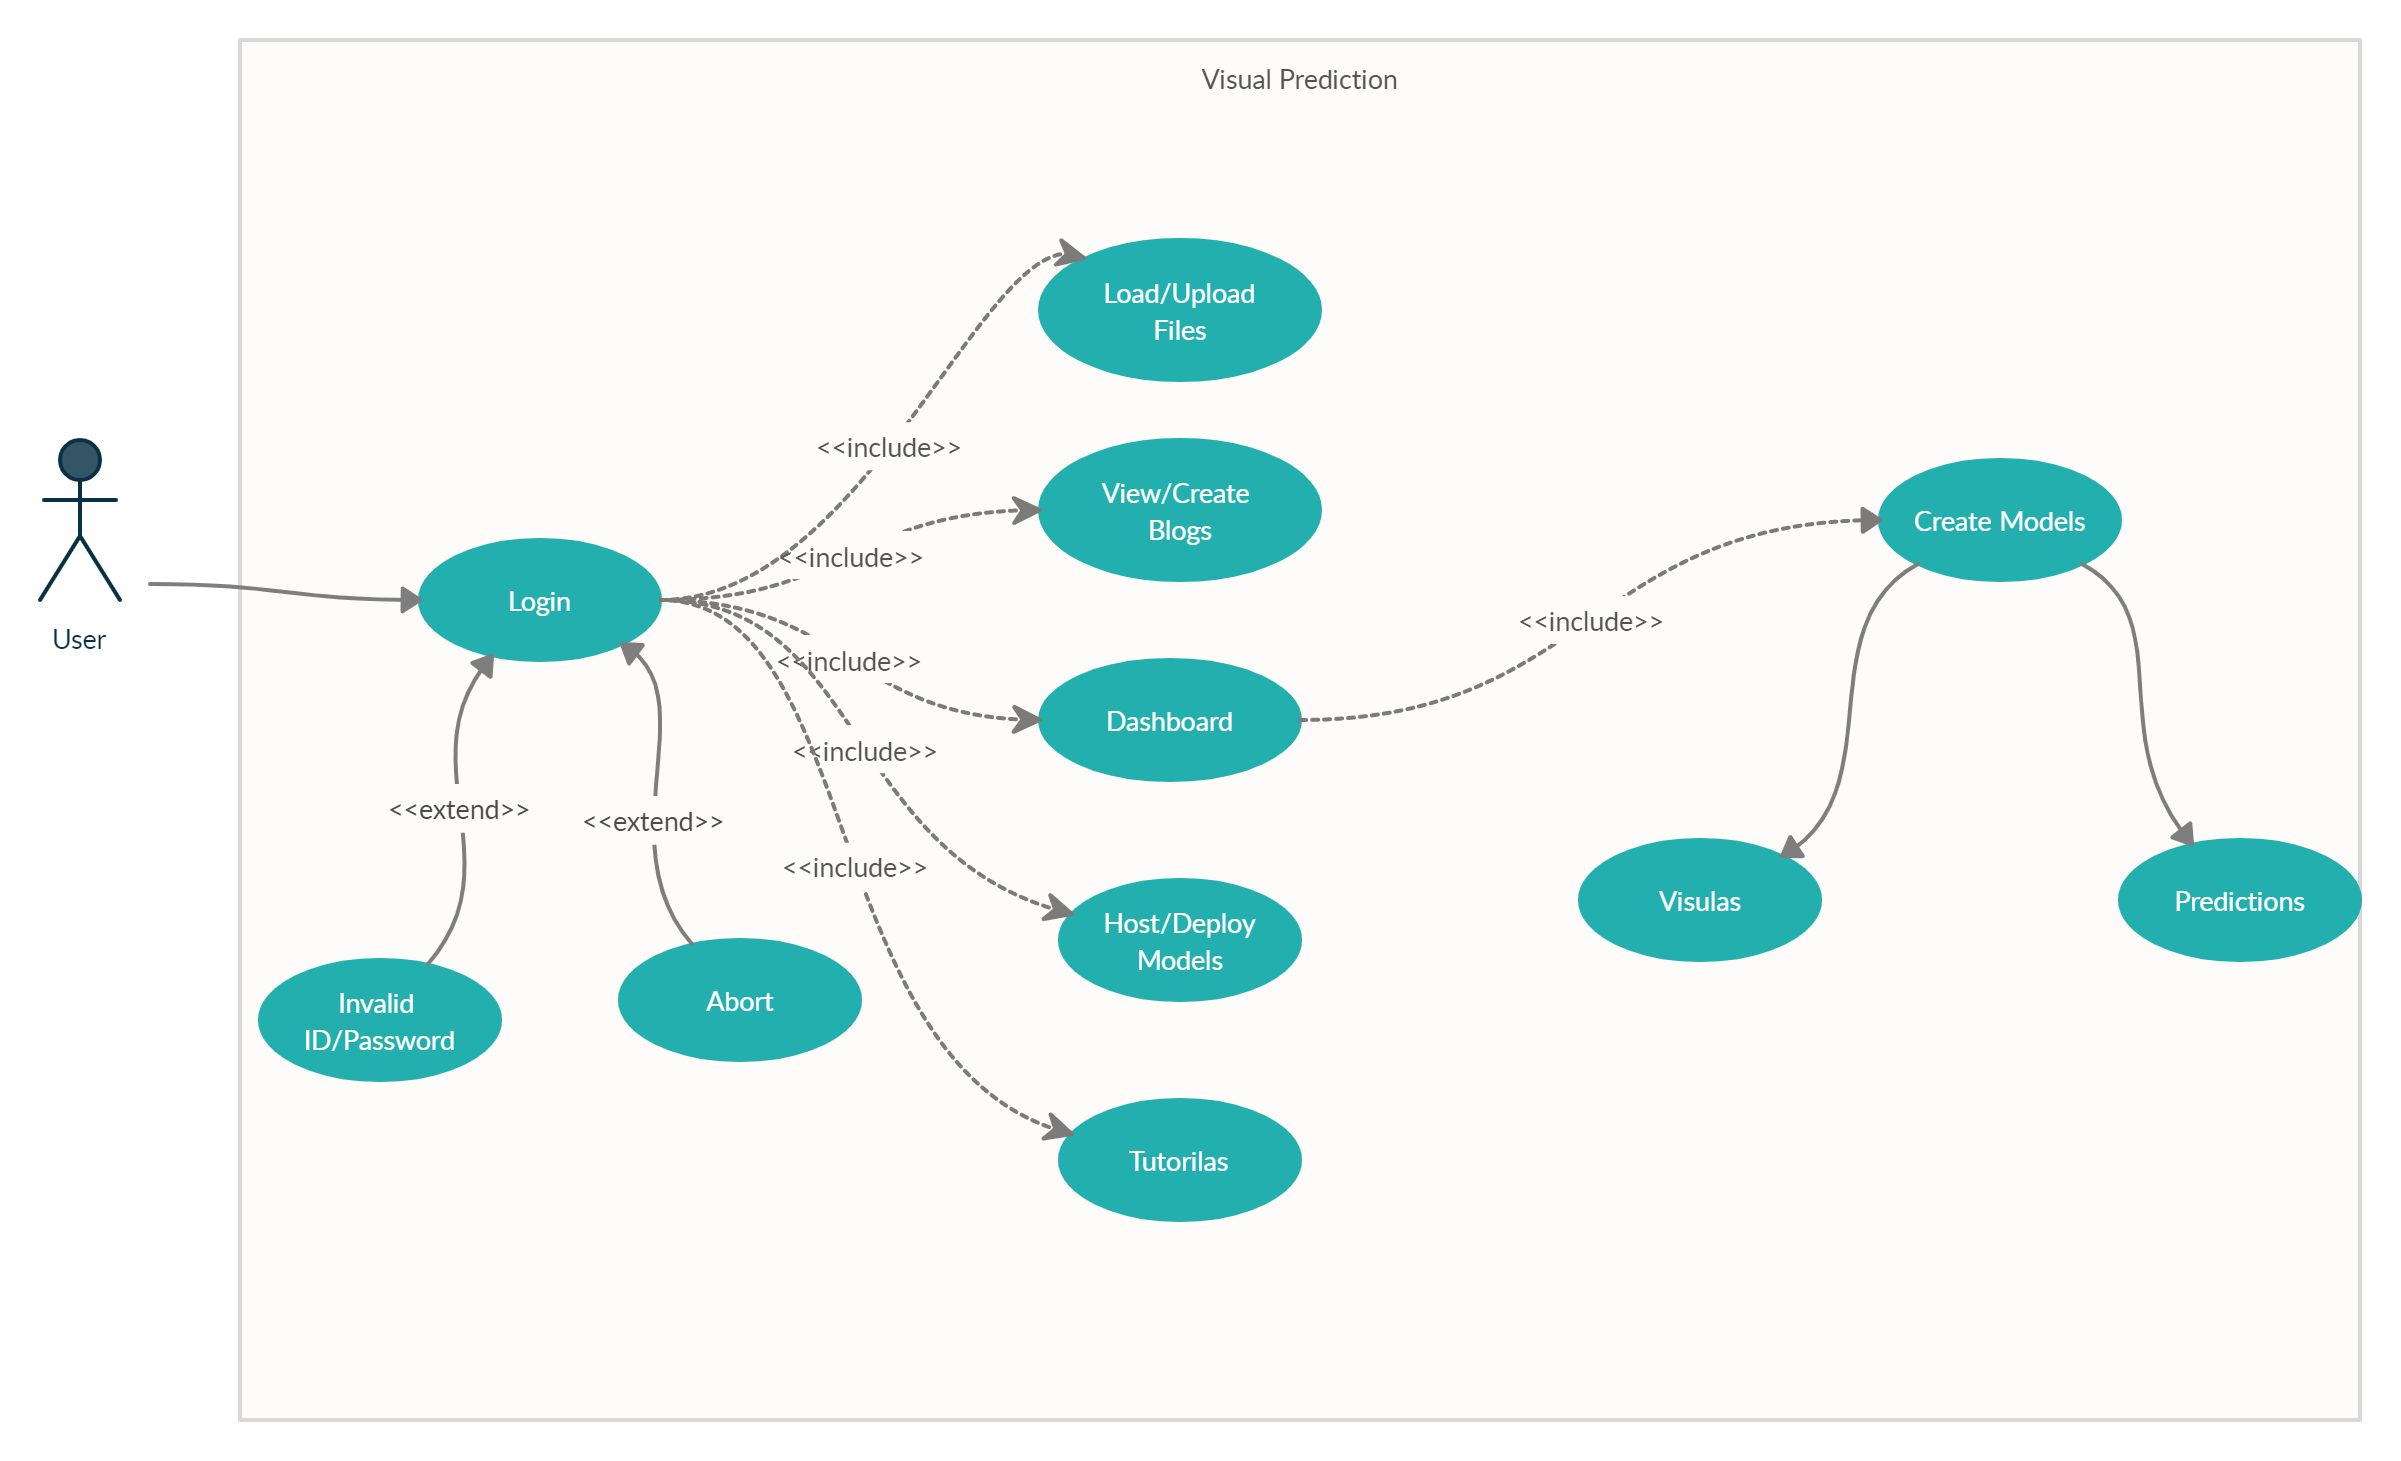 Visual Prediction
Load/Upload
Files
<<include>>
View/Create
Blogs
<<include>>
Create Models
Login
<<include>>
User
<<include>>
Dashboard
<<include>>
<<extend>>
<<extend>>
<<include>>
Visulas
Predictions
Host/Deploy
Models
Invalid
ID/Password
Abort
Tutorilas